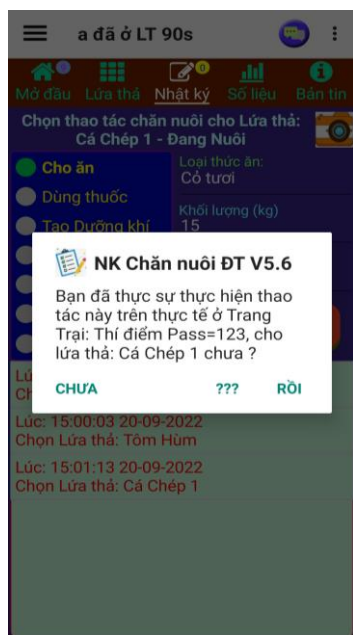 a đã ở LT 90s
Mở đầu
Lứa thả
Nhật ký
Số liệu
Bản tin
Chọn thao tác chăn nuôi cho Lứa thả:
Cá Chép 1 - Đang Nuôi
Cho ăn
Loại thức ăn:
Cỏ tươi
Dùng thuốc
Khối lượng (kg)
Tạo Dưỡng khí
15
NK Chăn nuôi ĐT V5.6
Bạn đã thực sự thực hiện thao
tác này trên thực tế ở Trang
Trại: Thí điểm Pass=123, cho
lứa thả: Cá Chép 1 chưa ?
CHƯA
???
RỒI
Lúc: 15:00:03 20-09-2022
Chọn Lứa thả: Tôm Hùm
Lúc: 15:01:13 20-09-2022
Chọn Lứa thả: Cá Chép 1